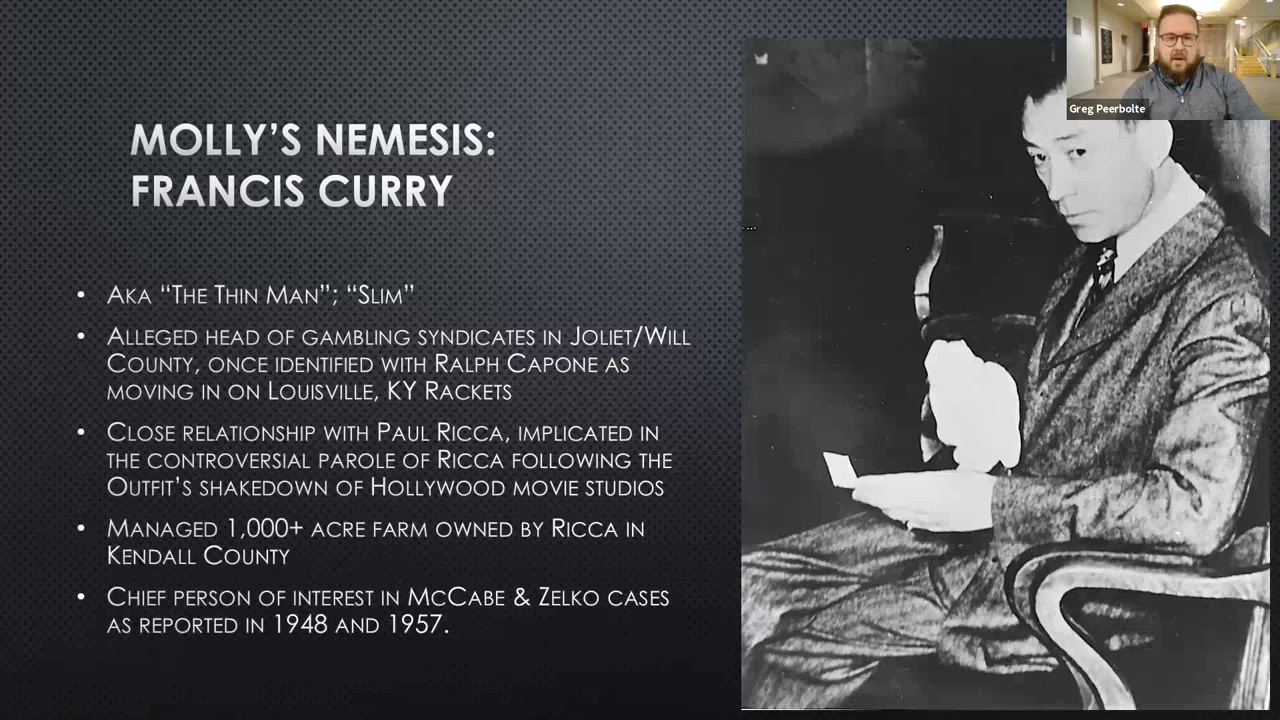 MOLLY'S NEMESIS:
FRANCIS CURRY
• AKA "THE THIN MAN"; "SLIM"
• ALLEGED HEAD OF GAMBLING SYNDICATES IN JOLIET/WILL
COUNTY, ONCE IDENTIFIED WITH RALPH CAPONE AS
MOVING IN ON LOUISVILLE, KY RACKETS
• CLOSE RELATIONSHIP WITH PAUL RICCA, IMPLICATED IN
THE CONTROVERSIAL PAROLE OF RICCA FOLLOWING THE
OUTFIT'S SHAKEDOWN OF HOLLYWOOD MOVIE STUDIOS
• MANAGED 1,000+ ACRE FARM OWNED BY RICCA IN
KENDALL COUNTY
• CHIEF PERSON OF INTEREST IN MCCABE & ZELKO CASES
AS REPORTED IN 1948 AND 1957.
Greg Peerbolte